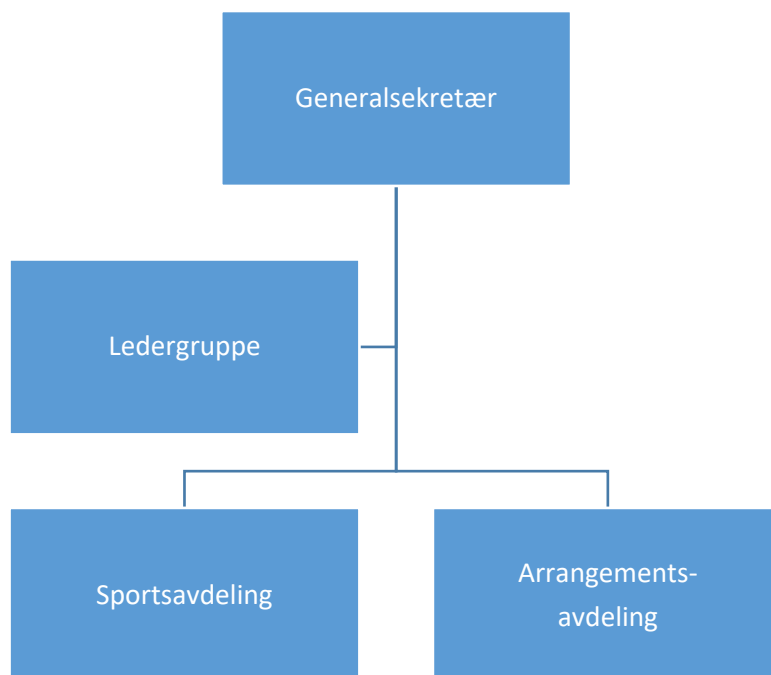 Generalsekretær
Ledergruppe
Sportsavdeling
Arrangements-
avdeling